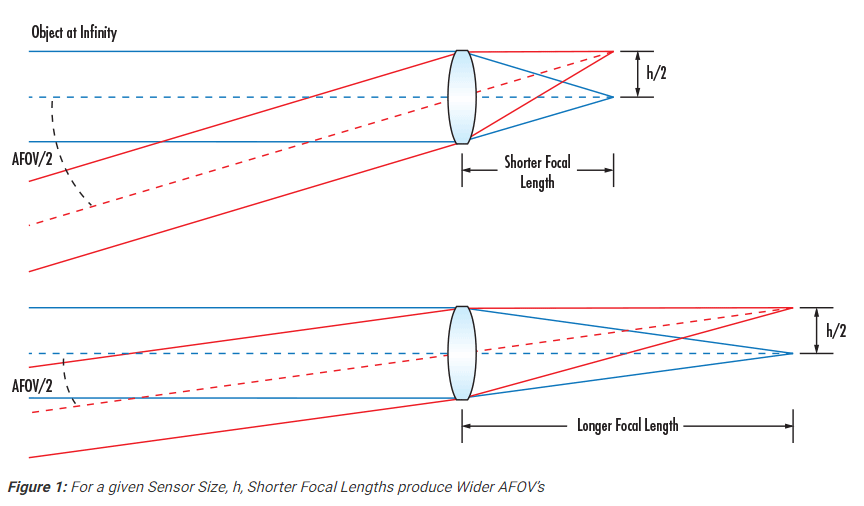 Object at Infinity
h/2
AFOV/2
Shorter Focal
Length
h/2
AFOV/2
Longer Focal Length
Figure 1: For a given Sensor Size, h, Shorter Focal Lengths produce Wider AFOV's